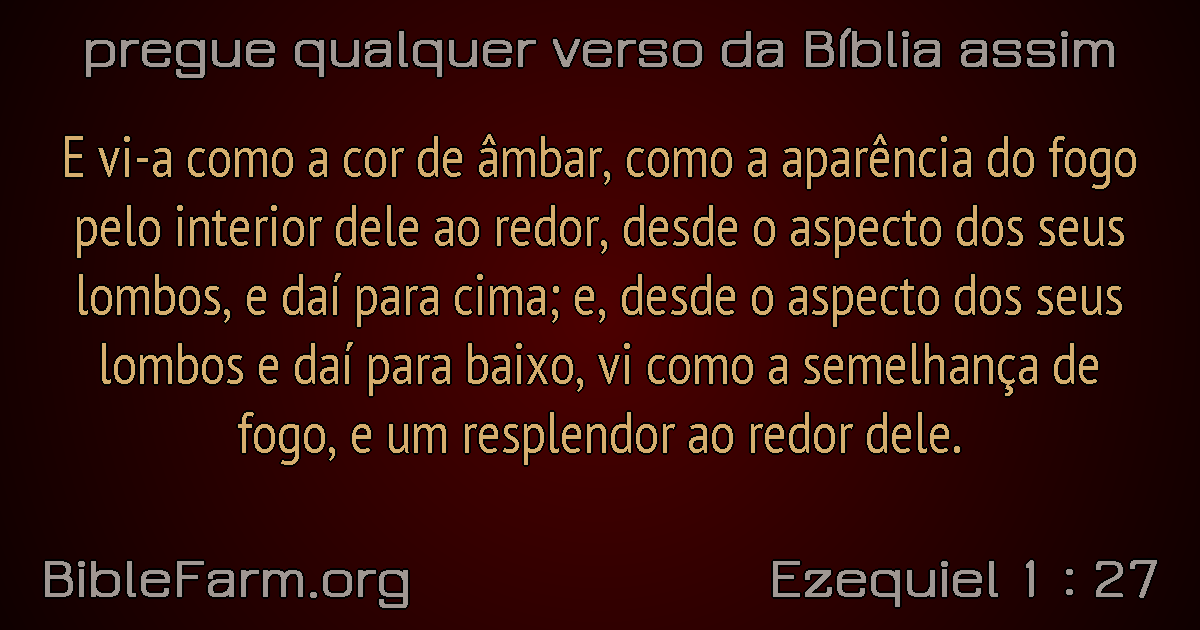 pregue qualquer verso da Bíblia assim
E vi-a como a cor de âmbar, como a aparência do fogo
pelo interior dele ao redor, desde o aspecto dos seus
lombos, e daí para cima; e, desde o aspecto dos seus
lombos e daí para baixo, vi como a semelhança de
fogo, e um resplendor ao redor dele.
BibleFarm.org
Ezequiel 1 : 27